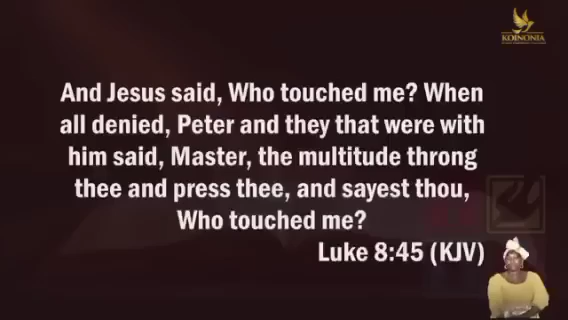 KOINONIA
And Jesus said, Who touched me? When
all denied, Peter and they that were with
him said, Master, the multitude throng
thee and press thee, and sayest thou,
Who touched me?
Luke 8:45 (KJV)